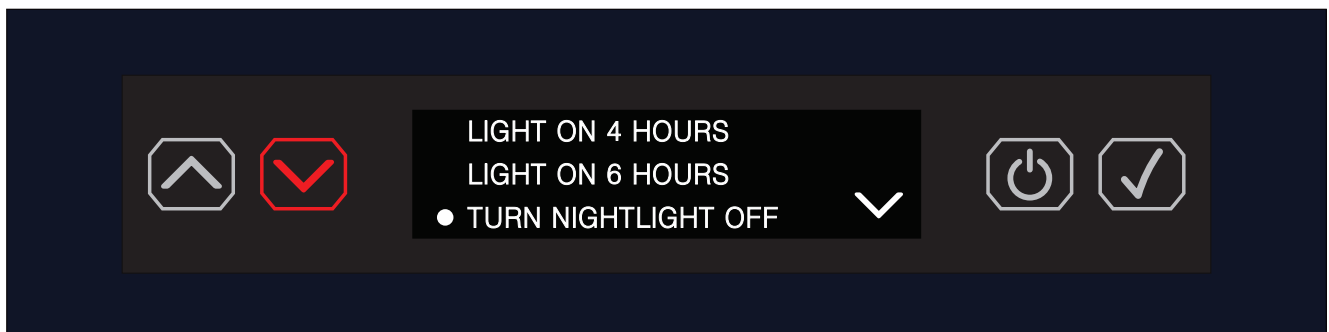 LIGHT ON 4 HOURS
LIGHT ON 6 HOURS
● TURN NIGHTLIGHT OFF